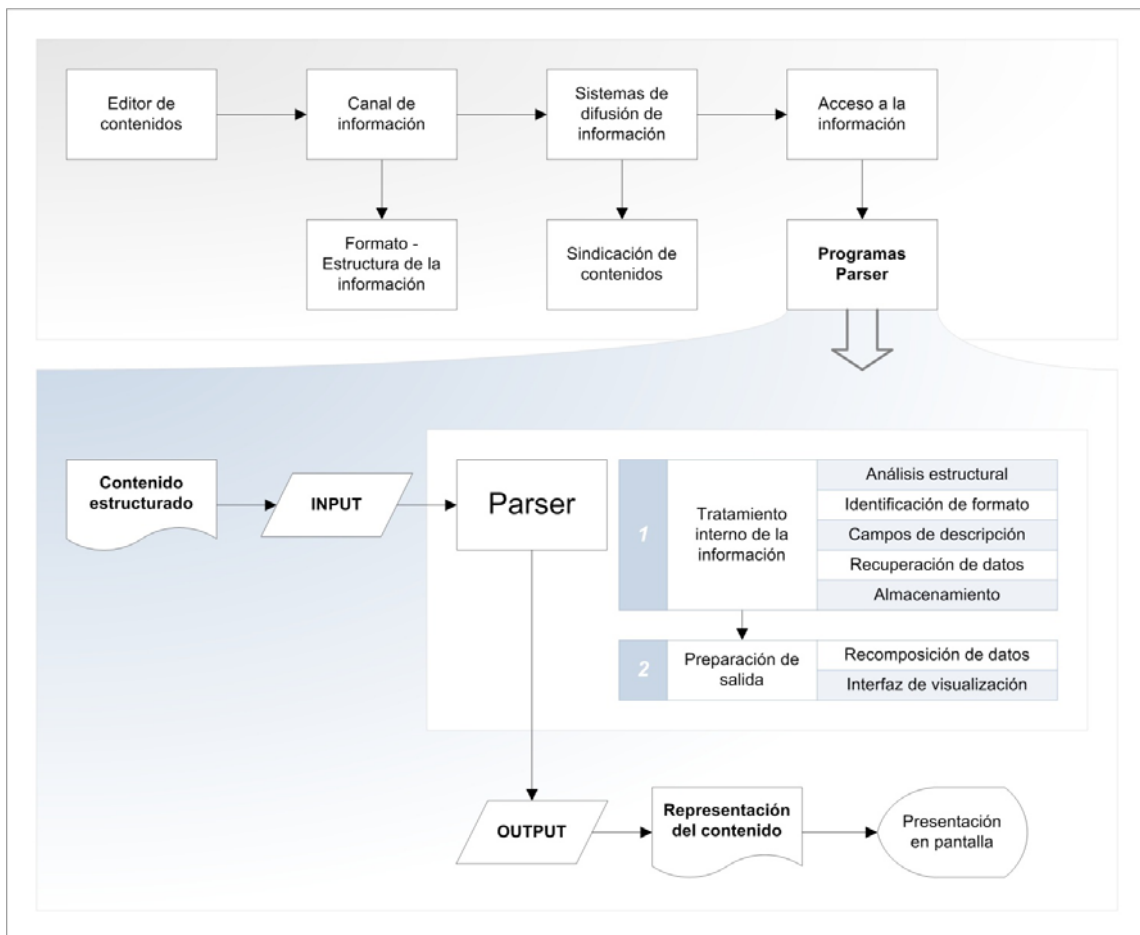 Editor de
contenidos
Canal de
información
Sistemas de
difusión de
información
Acceso a la
información
Formato -
Estructura de la
información
Sindicación de
contenidos
Programas
Parser
Contenido
estructurado
INPUT
Parser
1
Tratamiento
interno de la
información
Análisis estructural
Identificación de formato
Campos de descripción
Recuperación de datos
Almacenamiento
2
Preparación de
salida
Recomposición de datos
Interfaz de visualización
OUTPUT
Representación
del contenido
Presentación
en pantalla